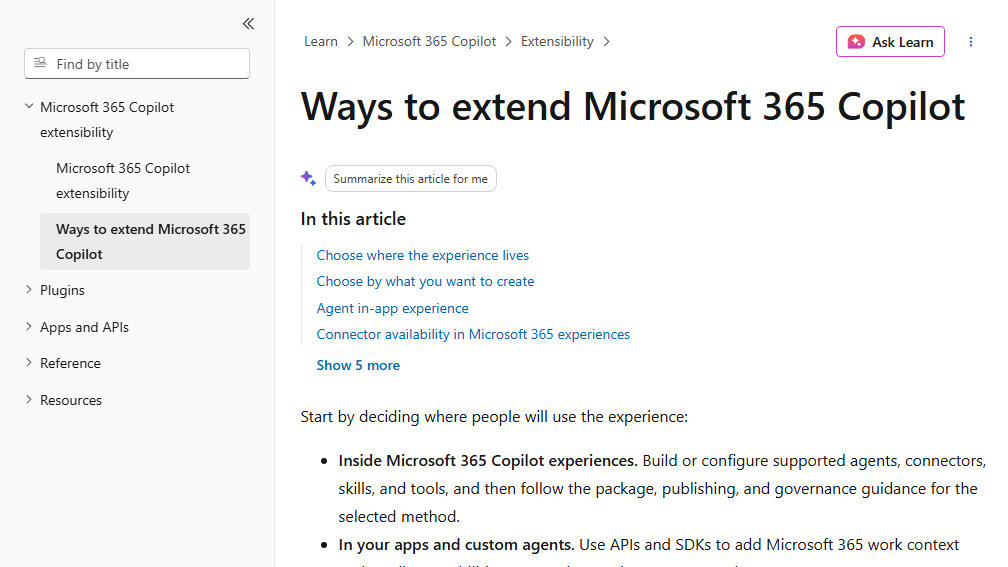 Find by title
Microsoft 365 Copilot
extensibility
Microsoft 365 Copilot
extensibility
Ways to extend Microsoft 365
Copilot
Plugins
Apps and APIs
Reference
Resources
Learn > Microsoft 365 Copilot > Extensibility >
Ask Learn
Ways to extend Microsoft 365 Copilot
Summarize this article for me
In this article
Choose where the experience lives
Choose by what you want to create
Agent in-app experience
Connector availability in Microsoft 365 experiences
Show 5 more
Start by deciding where people will use the experience:
• Inside Microsoft 365 Copilot experiences. Build or configure supported agents, connectors,
skills, and tools, and then follow the package, publishing, and governance guidance for the
selected method.
• In your apps and custom agents. Use APIs and SDKs to add Microsoft 365 work context